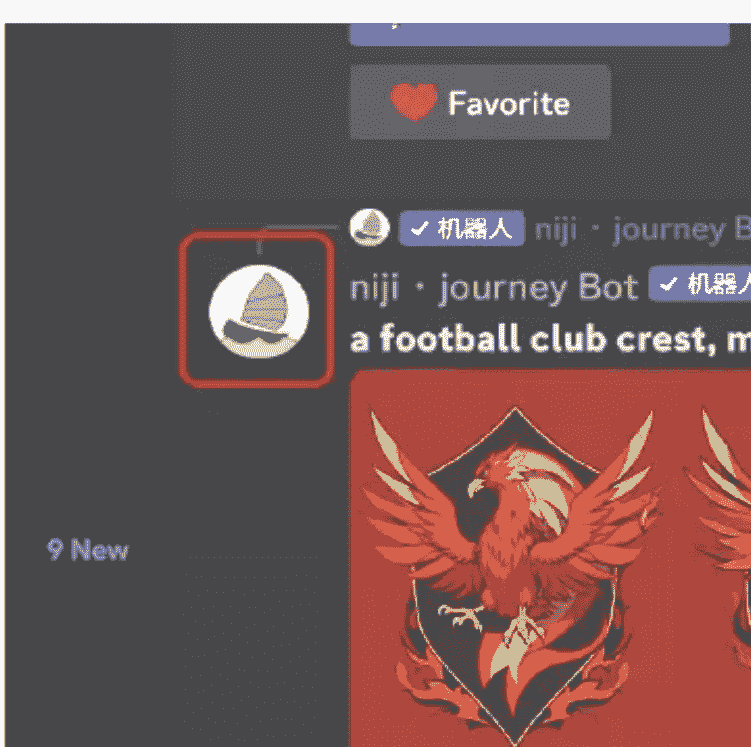 Favorite
✓ 机器人 niji · journey
niji · journey Bot ✓ 机器人
a football club crest,
9 New